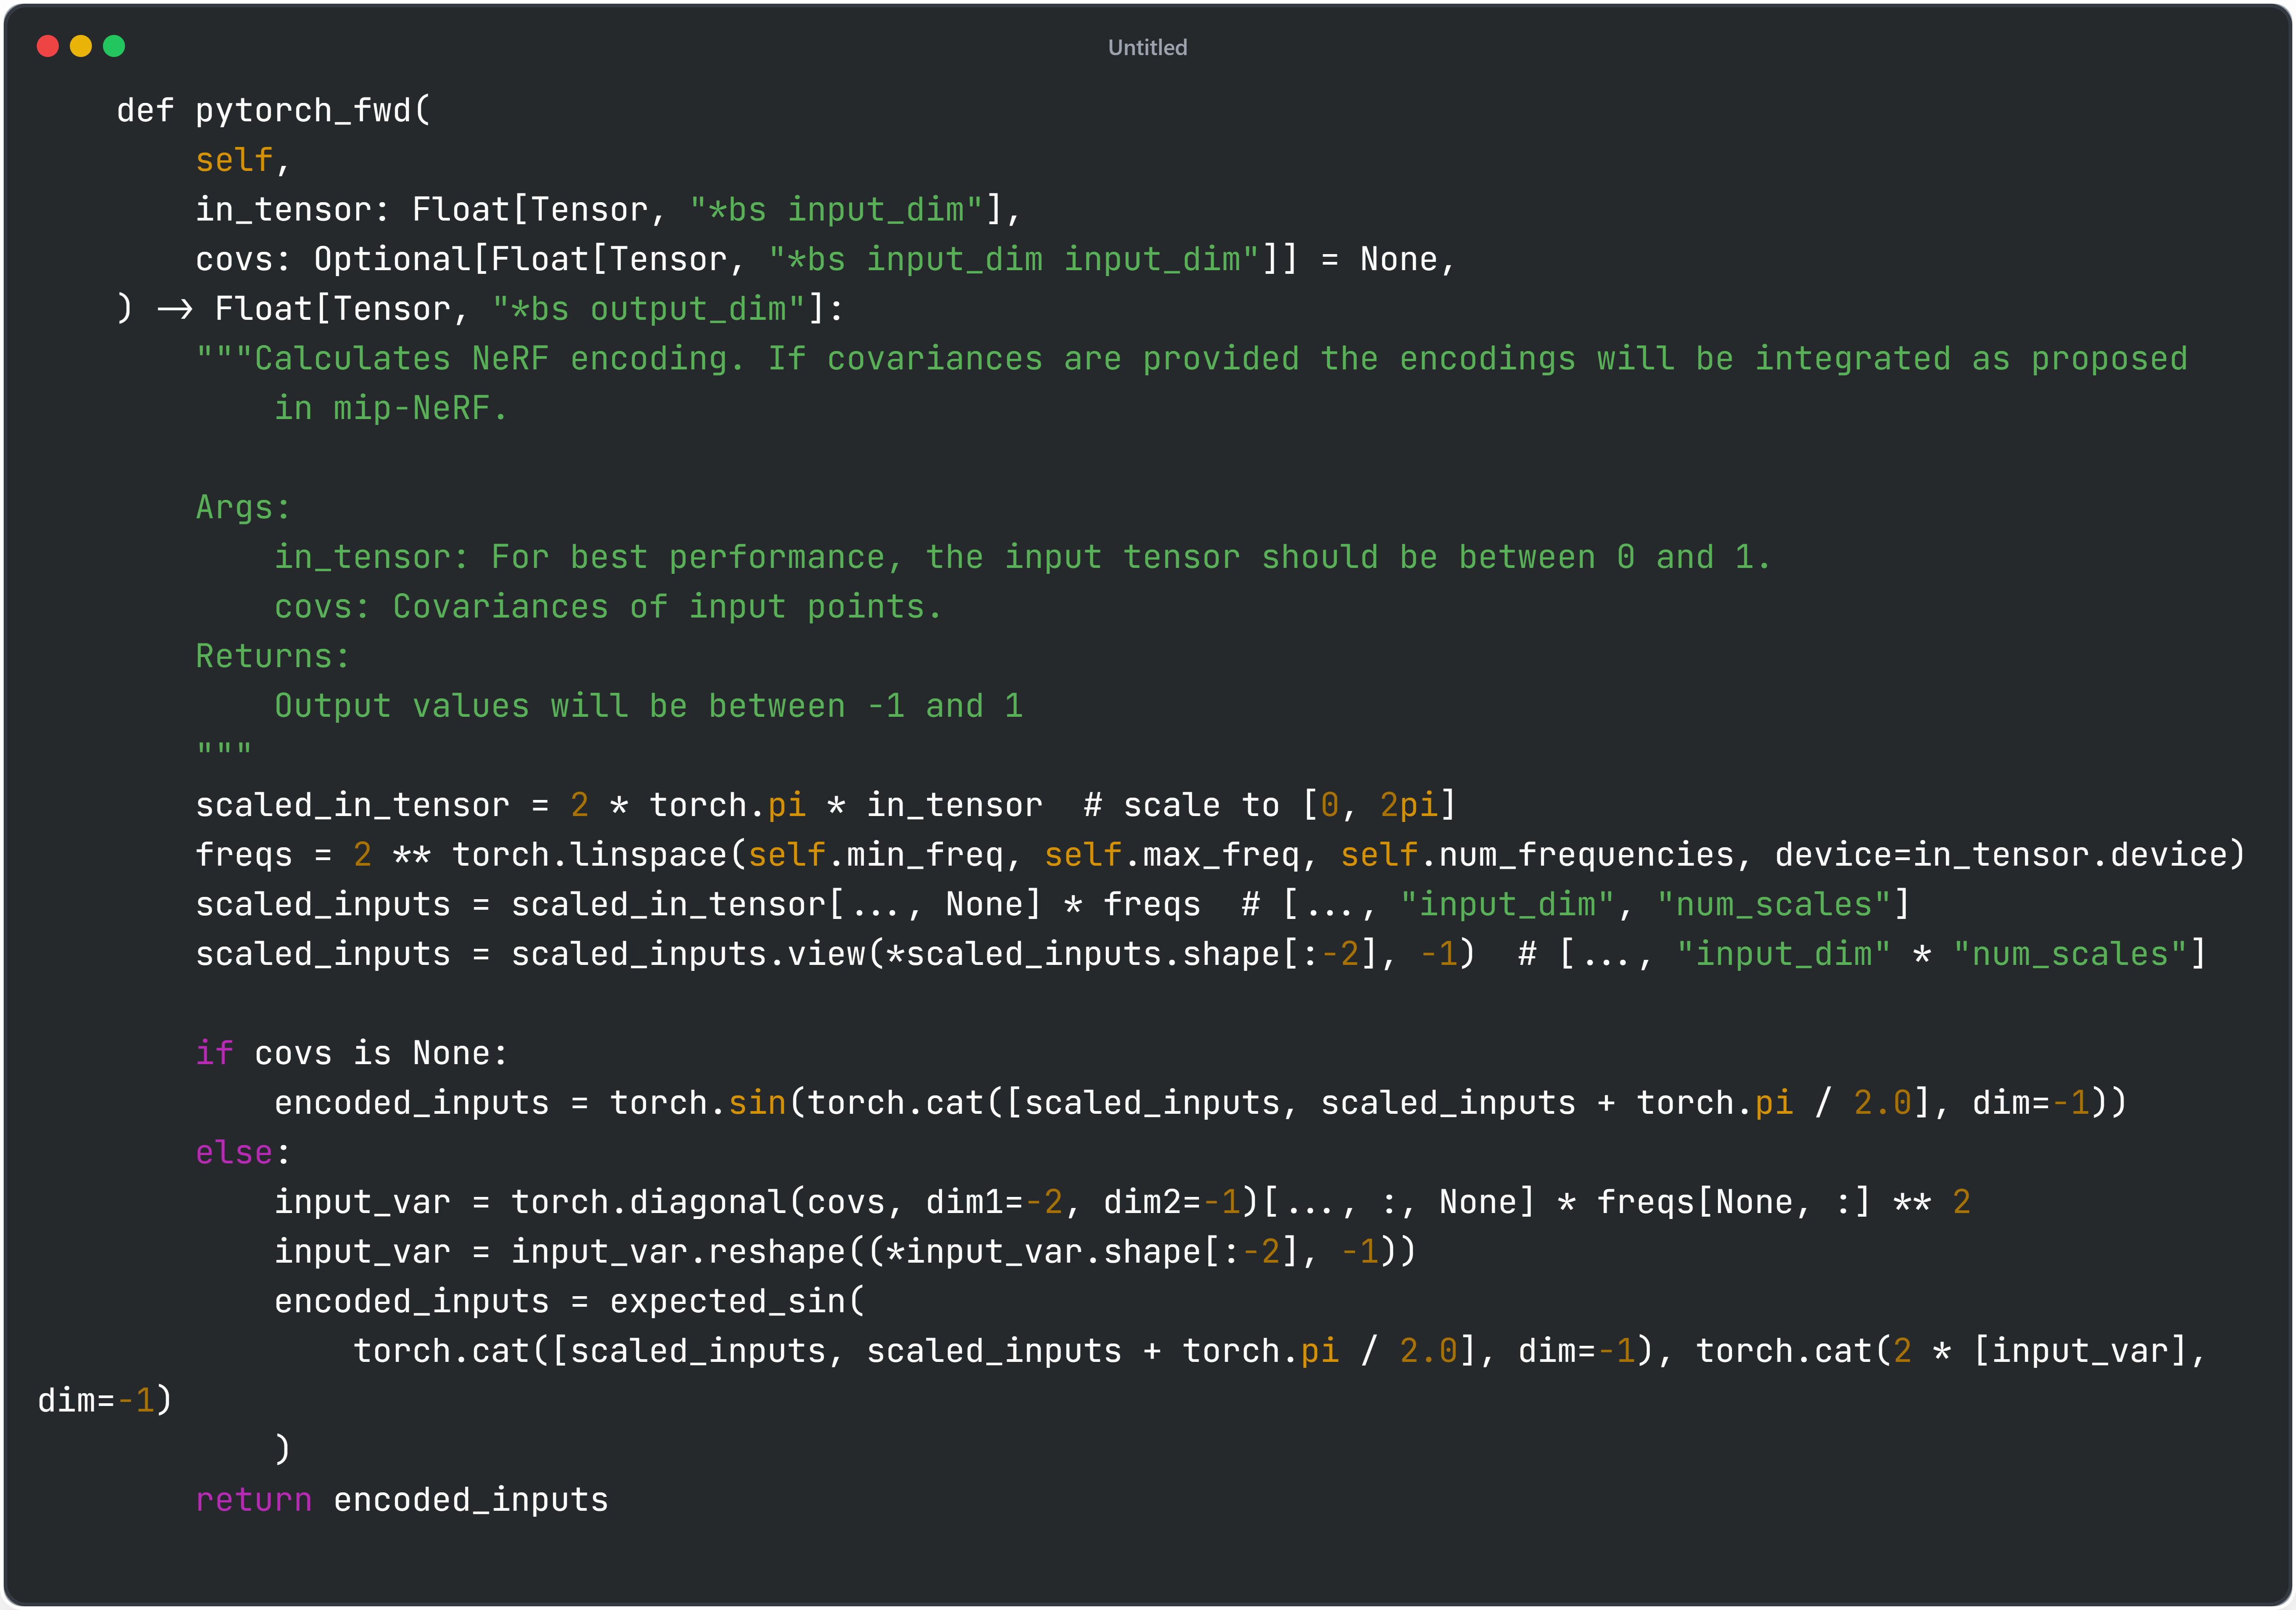 Untitled
def pytorch_fwd(
self,
in_tensor: Float[Tensor, "*bs input_dim"],
covs: Optional[Float[Tensor, "*bs input_dim input_dim"]] = None,
) -> Float[Tensor, "*bs output_dim"]:
"""Calculates NeRF encoding. If covariances are provided the encodings will be integrated as proposed
in mip-NeRF.
Args:
in_tensor: For best performance, the input tensor should be between 0 and 1.
covs: Covariances of input points.
Returns:
Output values will be between -1 and 1
"""
scaled_in_tensor = 2 * torch.pi * in_tensor  # scale to [0, 2pi]
freqs = 2 ** torch.linspace(self.min_freq, self.max_freq, self.num_frequencies, device=in_tensor.device)
scaled_inputs = scaled_in_tensor[..., None] * freqs  # [..., "input_dim", "num_scales"]
scaled_inputs = scaled_inputs.view(*scaled_inputs.shape[:-2], -1)  # [..., "input_dim" * "num_scales"]
if covs is None:
encoded_inputs = torch.sin(torch.cat([scaled_inputs, scaled_inputs + torch.pi / 2.0], dim=-1))
else:
input_var = torch.diagonal(covs, dim1=-2, dim2=-1)[..., :, None] * freqs[None, :] ** 2
input_var = input_var.reshape((*input_var.shape[:-2], -1))
encoded_inputs = expected_sin(
torch.cat([scaled_inputs, scaled_inputs + torch.pi / 2.0], dim=-1), torch.cat(2 * [input_var],
dim=-1)
)
return encoded_inputs